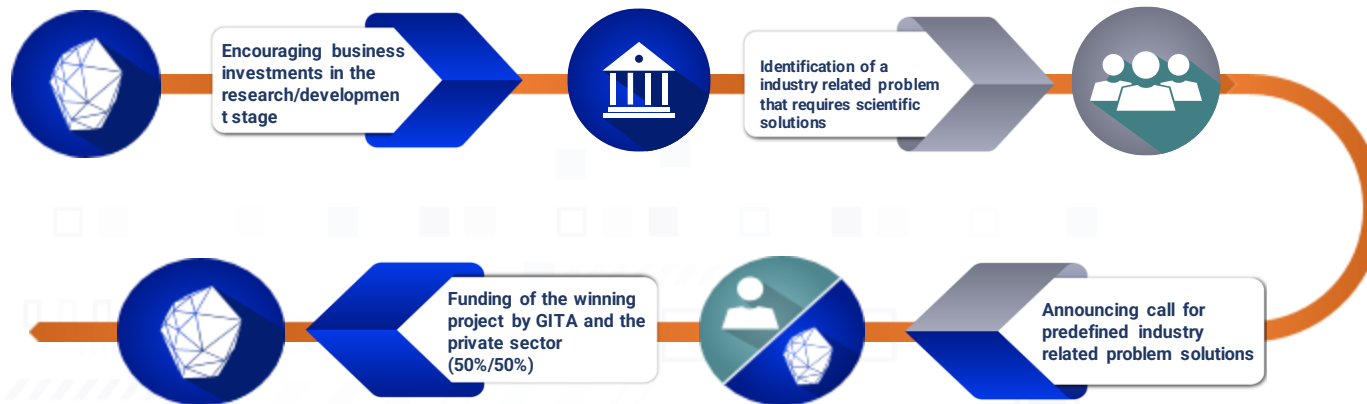 Encouraging business
investments in the
research/developmen
t stage
Identification of a
industry related problem
that requires scientific
solutions
Announcing call for
predefined industry
related problem solutions
Funding of the winning
project by GITA and the
private sector
(50%/50%)